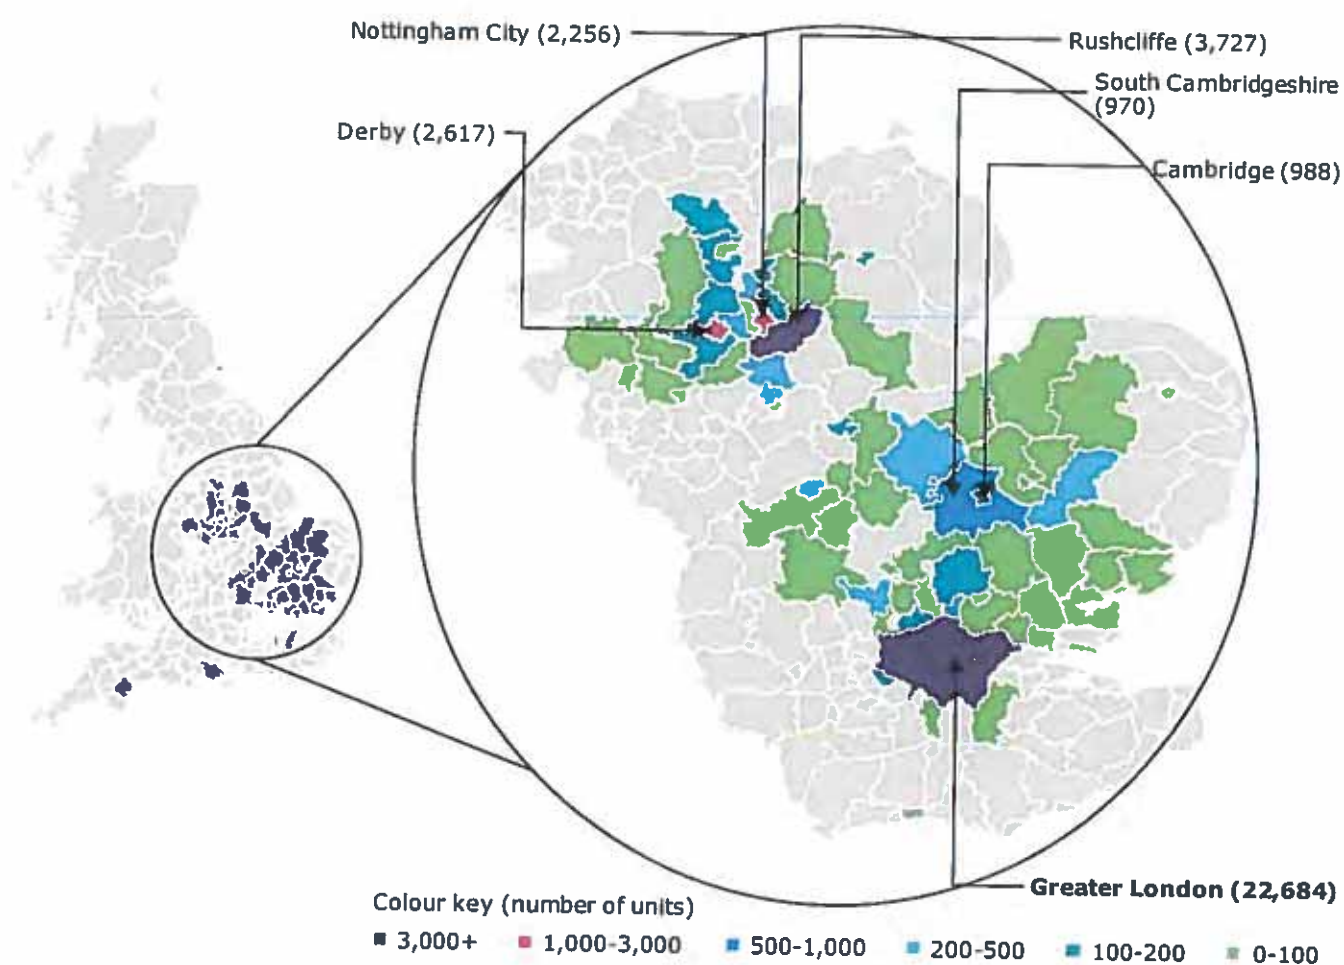 Nottingham City (2,256)
Rushcliffe (3,727)
South Cambridgeshire
(970)
Derby (2,617)
Cambridge (988)
Greater London (22,684)
Colour key (number of units)
3,000+
1,000-3,000
500-1,000
200-500
100-200
0-100